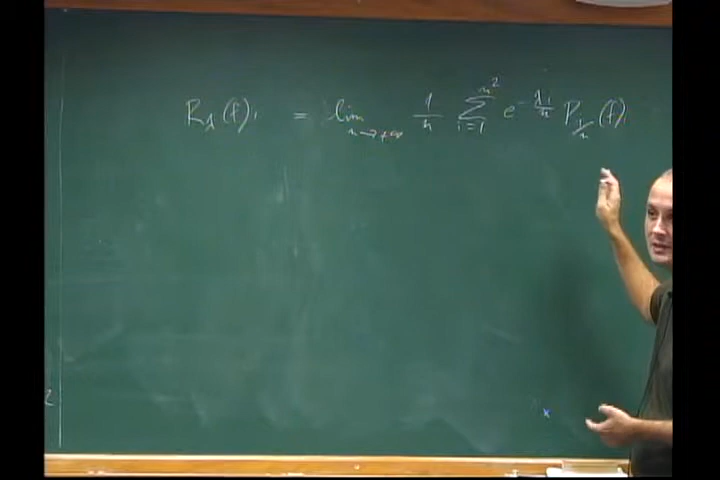 R_λ(f) = lim_{n→+∞} 1/n ∑_{i=1}^{n²} e^{-λi/n} P_{i/n}(f)